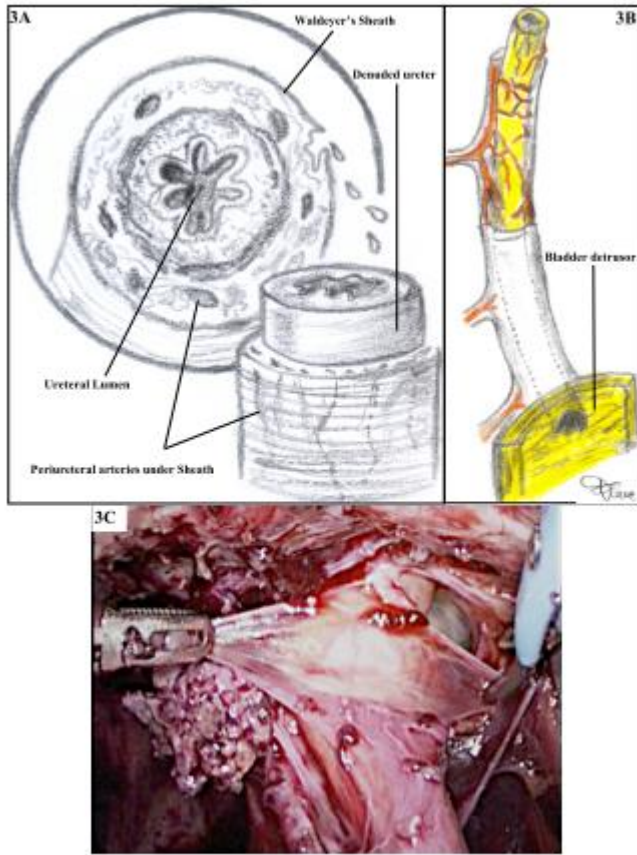 3A
Waldeyer's Sheath
Denuded ureter
Ureteral Lumen
Periureteral arteries under Sheath
3B
Bladder detrusor
3C